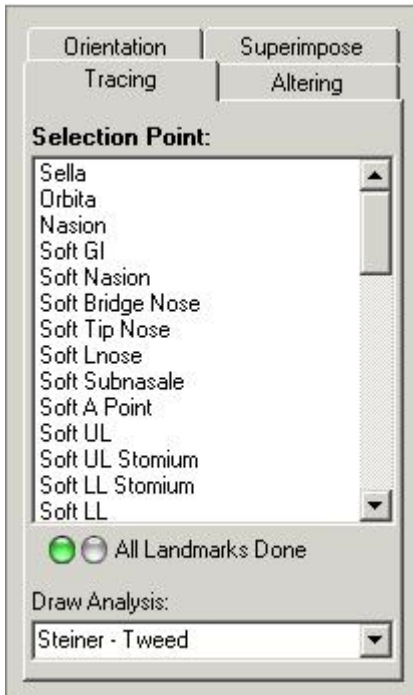 Orientation Superimpose
Tracing Altering
Selection Point:
Sella
Orbita
Nasion
Soft Gl
Soft Nasion
Soft Bridge Nose
Soft Tip Nose
Soft Lnose
Soft Subnasale
Soft A Point
Soft UL
Soft UL Stomium
Soft LL Stomium
Soft LL
All Landmarks Done
Draw Analysis:
Steiner - Tweed